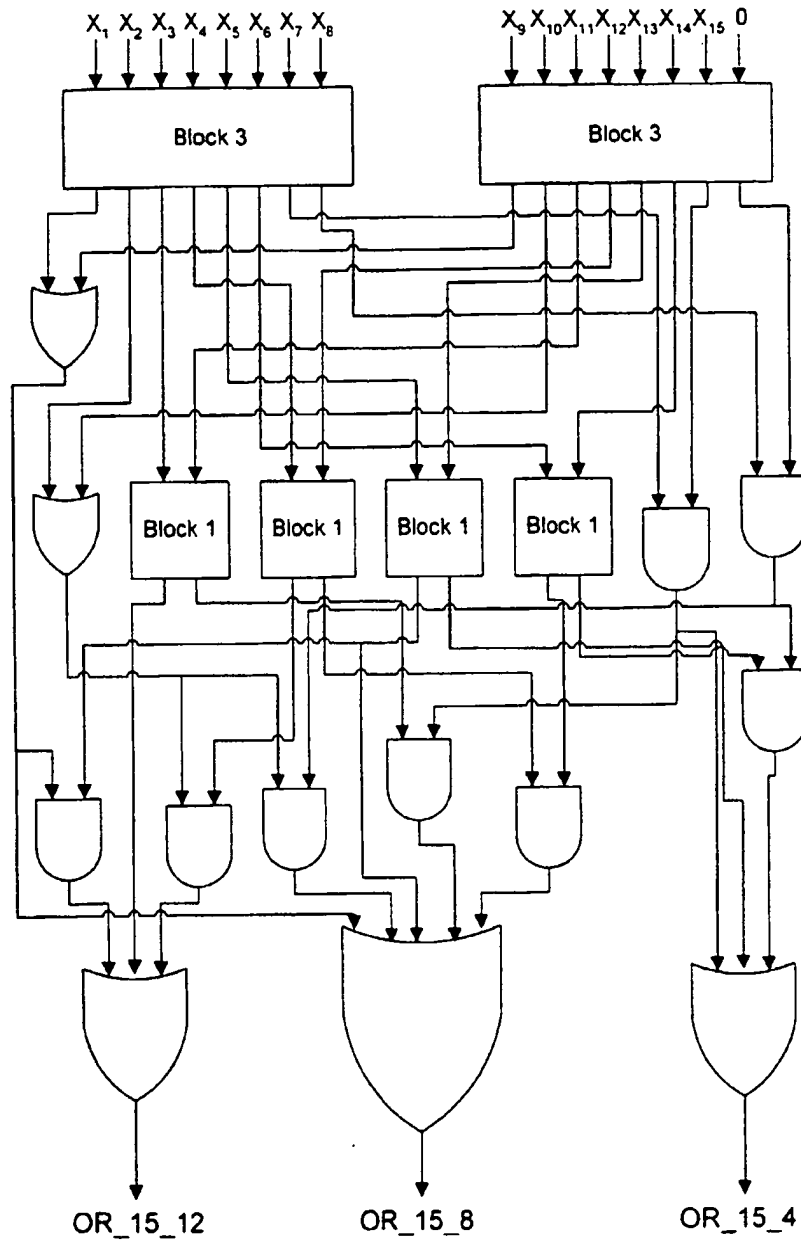 X₁ X₂ X₃ X₄ X₅ X₆ X₇ X₈ X₉ X₁₀ X₁₁ X₁₂ X₁₃ X₁₄ X₁₅ 0
Block 3 Block 3
Block 1 Block 1 Block 1 Block 1
OR_15_12 OR_15_8 OR_15_4